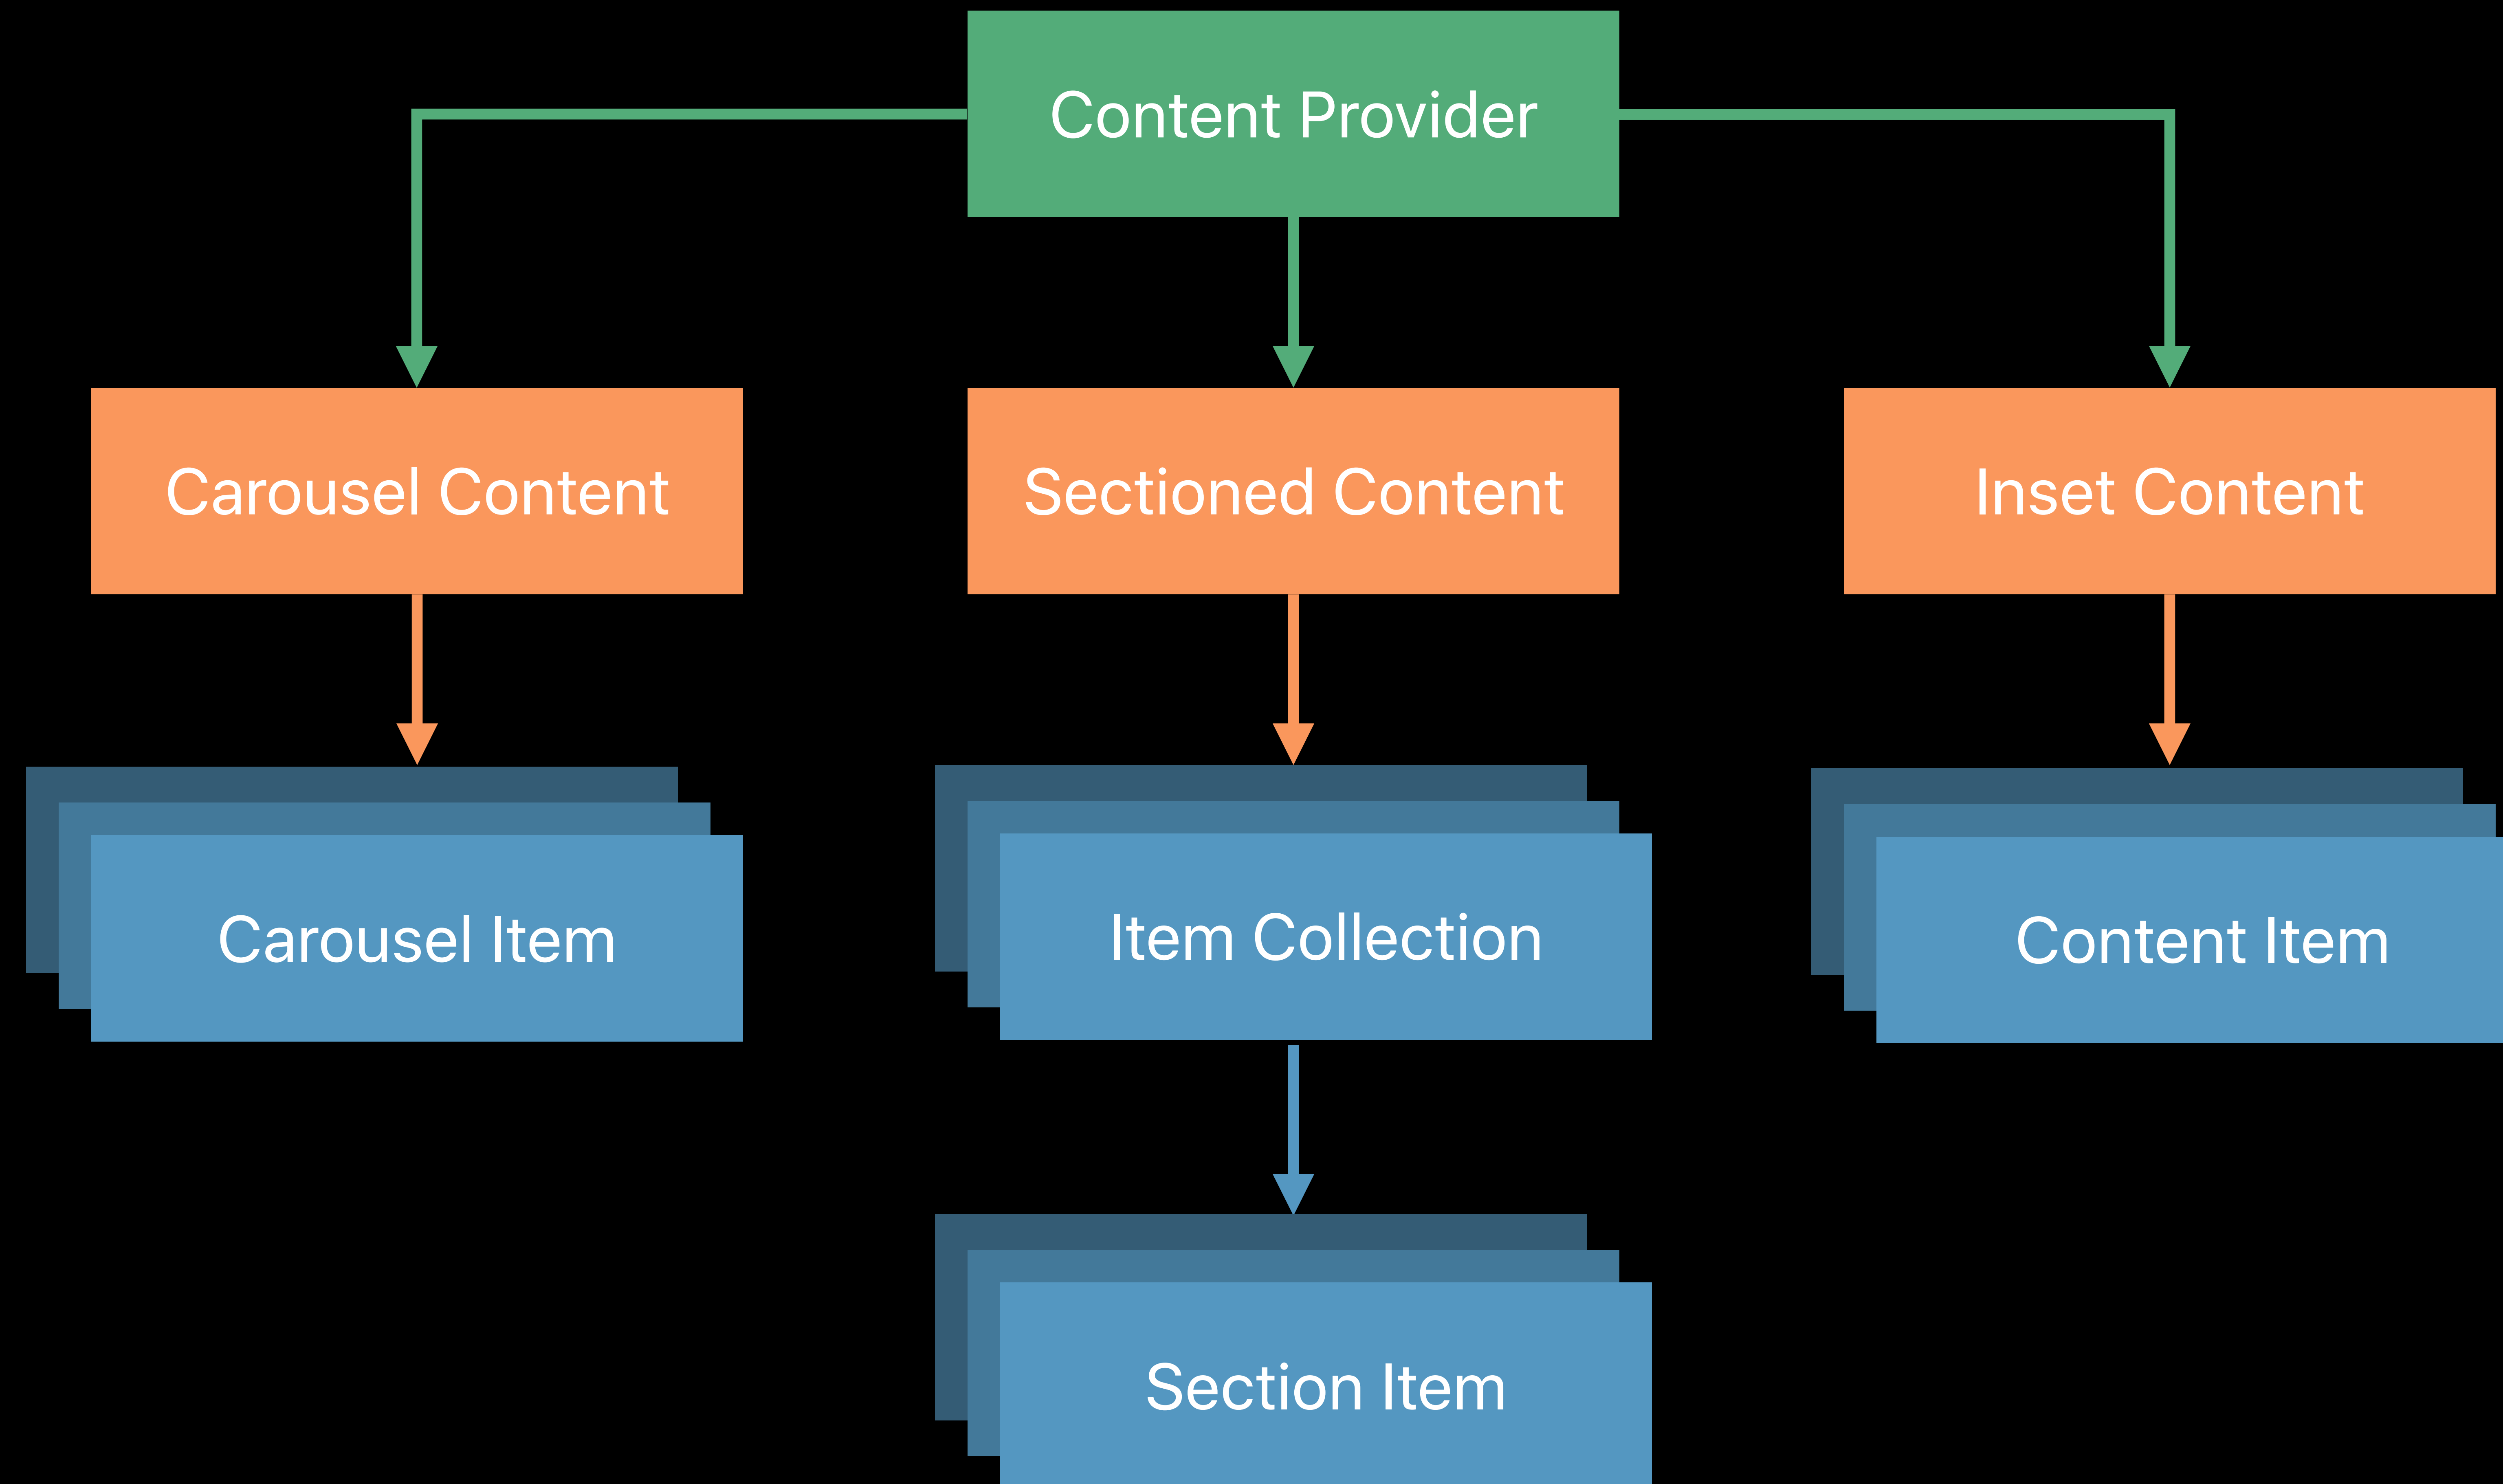 Content Provider
Carousel Content
Sectioned Content
Inset Content
Carousel Item
Item Collection
Content Item
Section Item